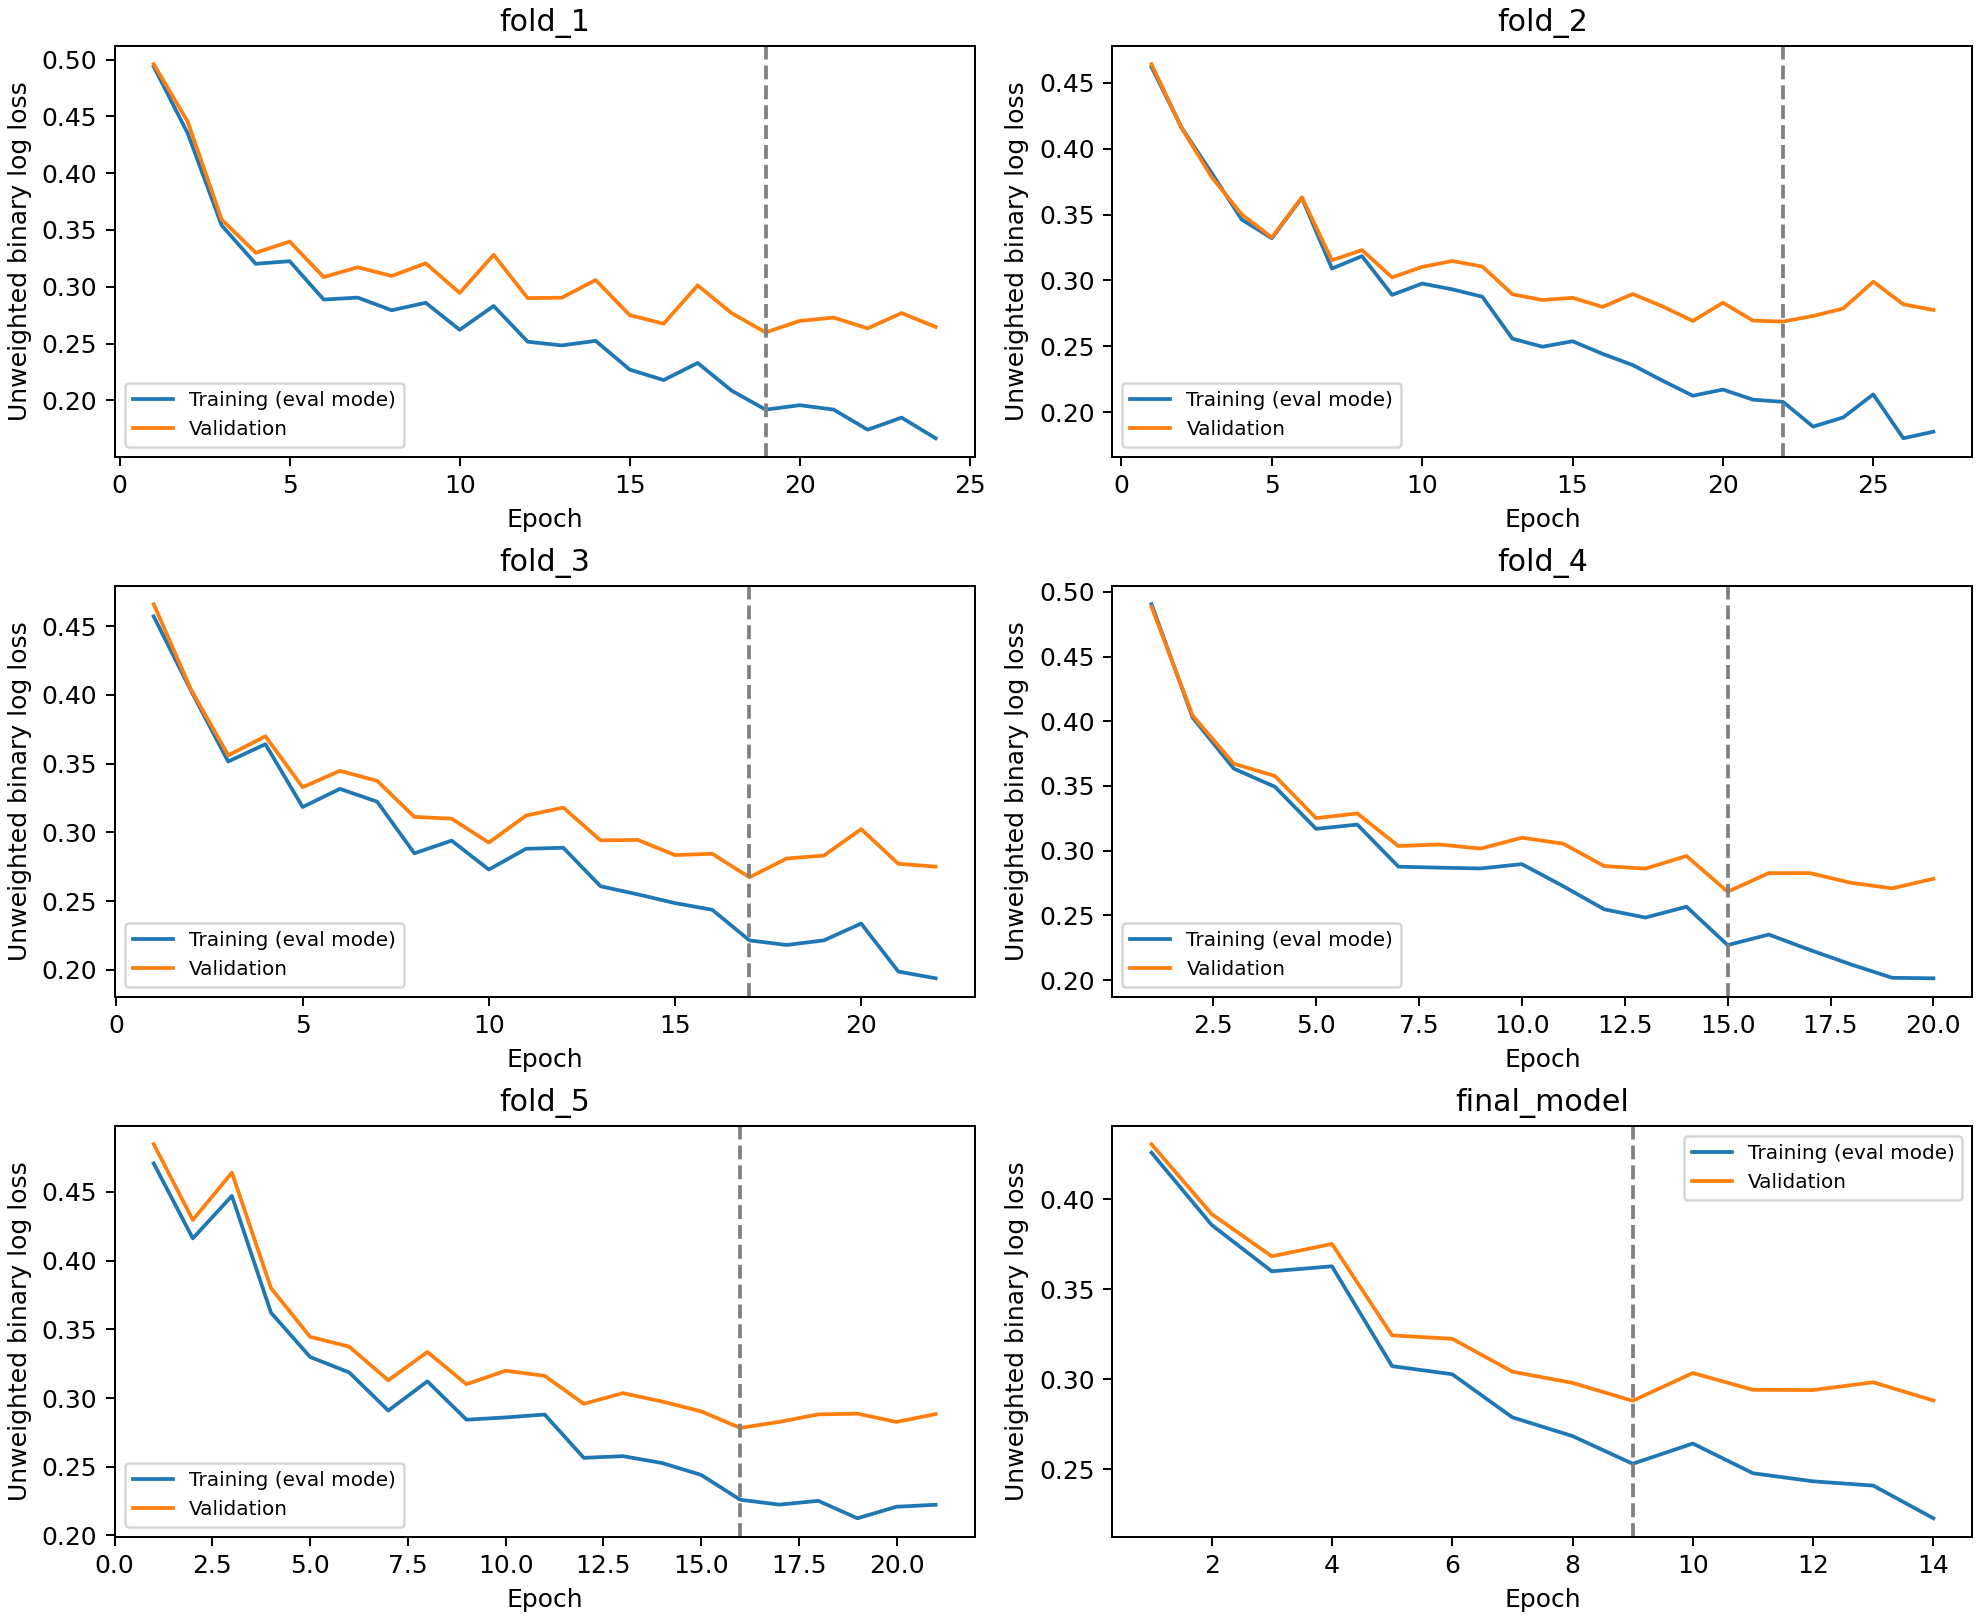 fold_1
Unweighted binary log loss
0.50
0.45
0.40
0.35
0.30
0.25
0.20
Training (eval mode)
Validation
0 5 10 15 20 25
Epoch
fold_2
Unweighted binary log loss
0.45
0.40
0.35
0.30
0.25
0.20
Training (eval mode)
Validation
0 5 10 15 20 25
Epoch
fold_3
Unweighted binary log loss
0.45
0.40
0.35
0.30
0.25
0.20
Training (eval mode)
Validation
0 5 10 15 20
Epoch
fold_4
Unweighted binary log loss
0.50
0.45
0.40
0.35
0.30
0.25
0.20
Training (eval mode)
Validation
2.5 5.0 7.5 10.0 12.5 15.0 17.5 20.0
Epoch
fold_5
Unweighted binary log loss
0.45
0.40
0.35
0.30
0.25
0.20
Training (eval mode)
Validation
0.0 2.5 5.0 7.5 10.0 12.5 15.0 17.5 20.0
Epoch
final_model
Unweighted binary log loss
0.40
0.35
0.30
0.25
Training (eval mode)
Validation
2 4 6 8 10 12 14
Epoch